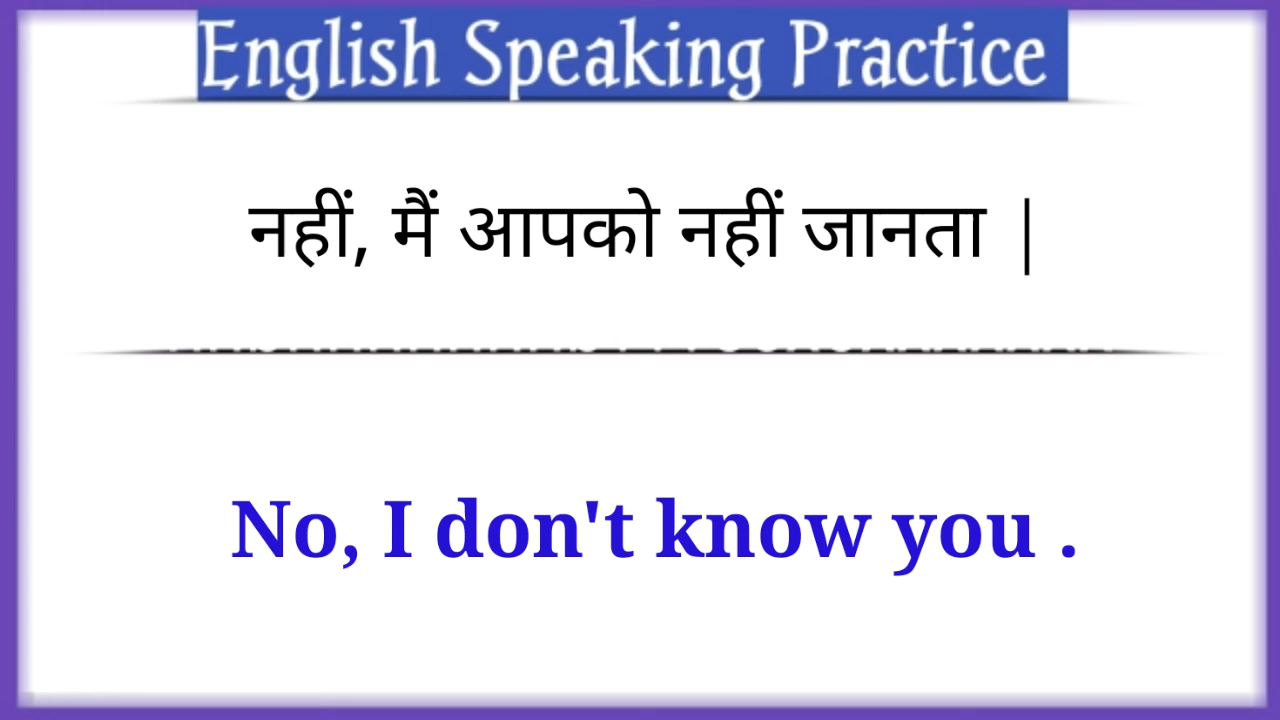 English Speaking Practice
नहीं, मैं आपको नहीं जानता |
No, I don't know you .